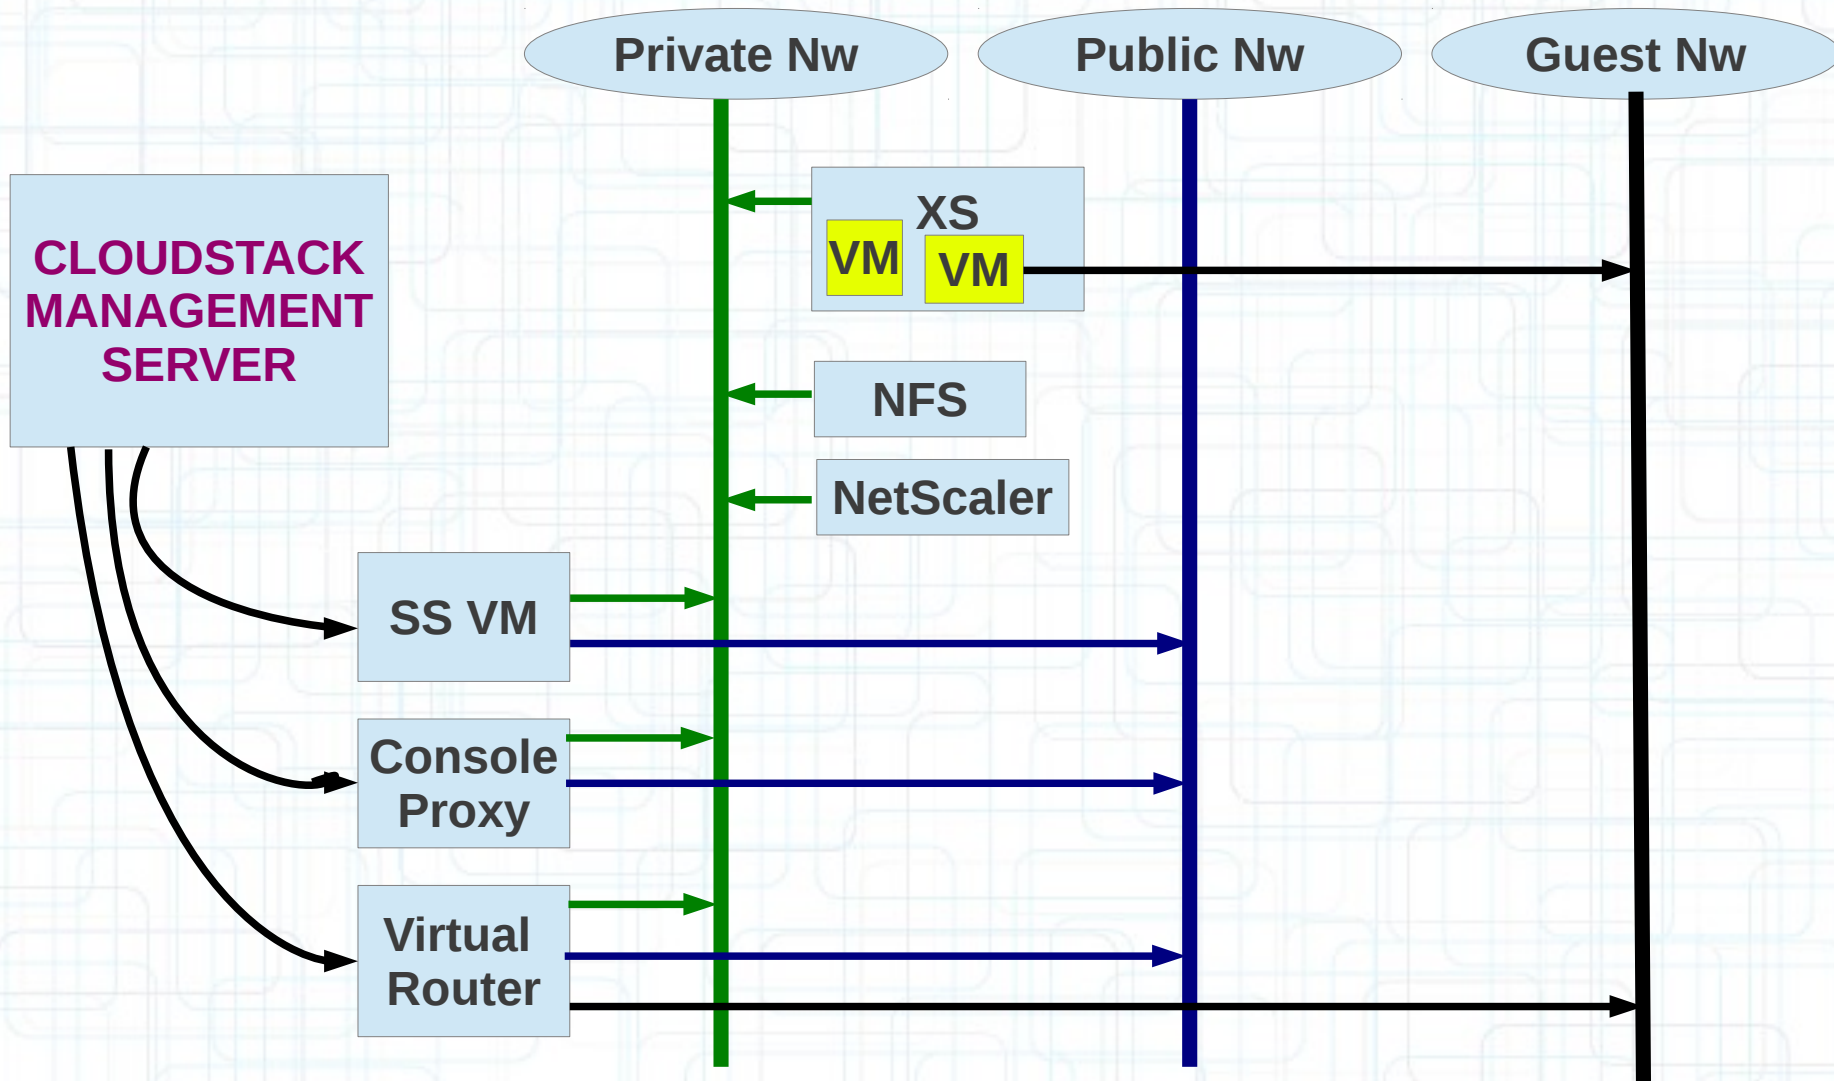 Private Nw
Public Nw
Guest Nw
CLOUDSTACK
MANAGEMENT
SERVER
XS
VM
VM
NFS
NetScaler
SS VM
Console
Proxy
Virtual
Router